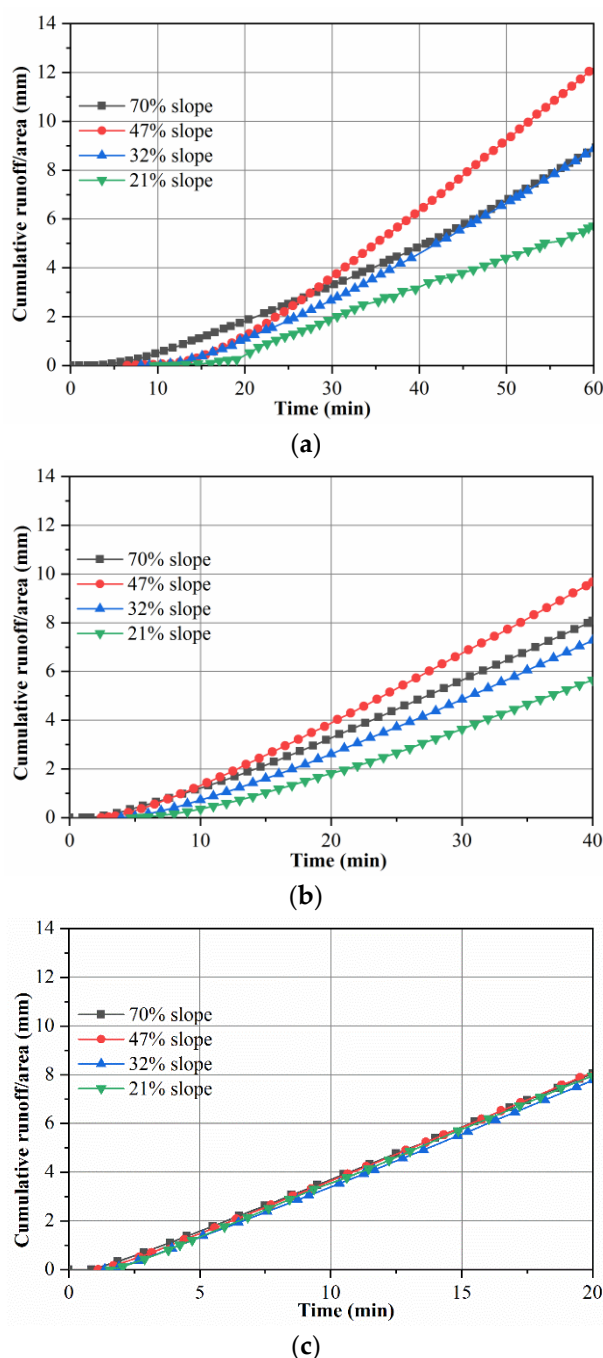 14
12
10
8
6
4
2
0
Cumulative runoff/area (mm)
70% slope
47% slope
32% slope
21% slope
0 10 20 30 40 50 60
Time (min)
(a)
14
12
10
8
6
4
2
0
Cumulative runoff/area (mm)
70% slope
47% slope
32% slope
21% slope
0 10 20 30 40
Time (min)
(b)
14
12
10
8
6
4
2
0
Cumulative runoff/area (mm)
70% slope
47% slope
32% slope
21% slope
0 5 10 15 20
Time (min)
(c)